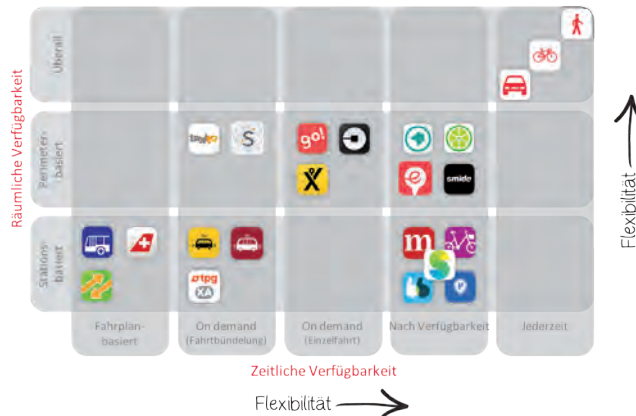 Räumliche Verfügbarkeit
Überall
Perimeter-
basiert
Stations-
basiert
go!
smide
m
tpg
XA
Fahrplan-
basiert
On demand
(Fahrtbündelung)
On demand
(Einzelfahrt)
Nach Verfügbarkeit
Jederzeit
Zeitliche Verfügbarkeit
Flexibilität
Flexibilität